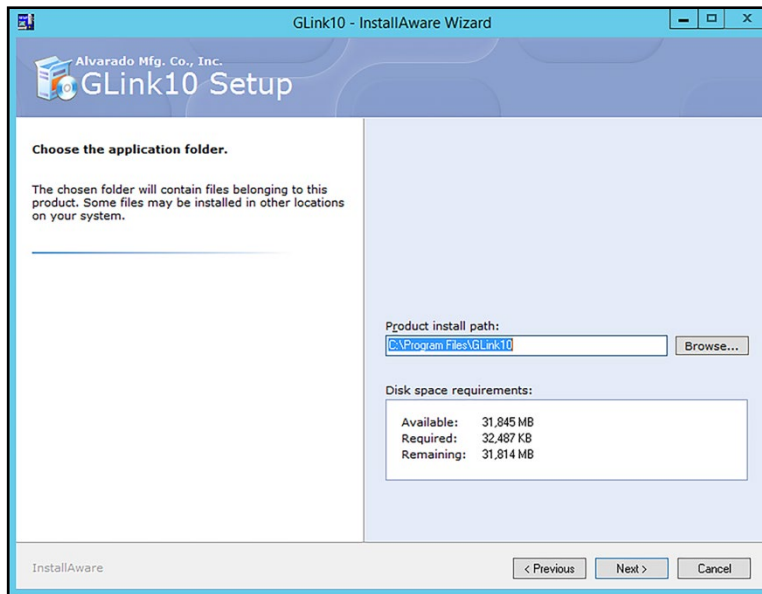 GLink10 - InstallAware Wizard
Alvarado Mfg. Co., Inc.
GLink10 Setup
Choose the application folder.
The chosen folder will contain files belonging to this
product. Some files may be installed in other locations
on your system.
Product install path:
C:\Program Files\GLink10
Browse...
Disk space requirements:
Available: 31,845 MB
Required: 32,487 KB
Remaining: 31,814 MB
InstallAware
< Previous
Next >
Cancel